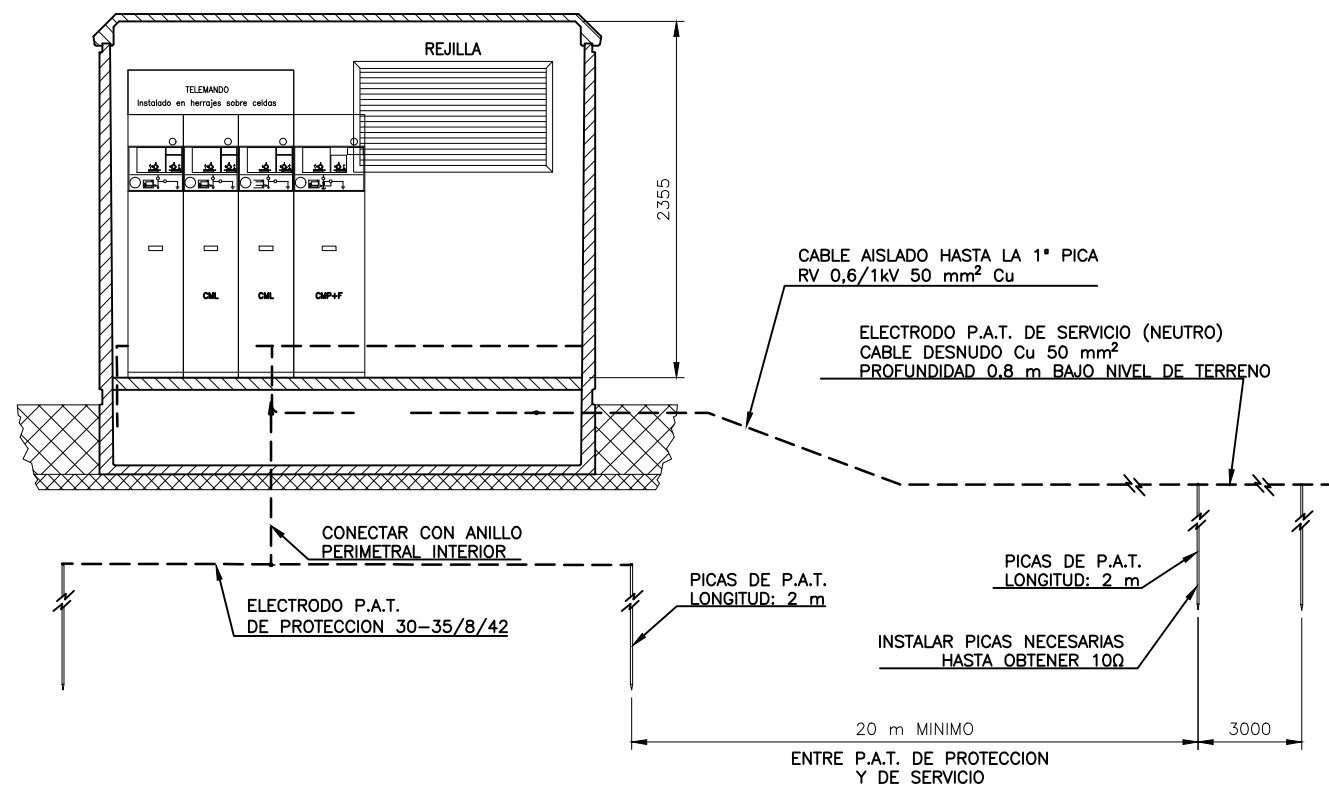 REJILLA
TELEMANDO
Instalado en herrajes sobre celdas
CML
CML
CMP+F
2355
CABLE AISLADO HASTA LA 1ª PICA
RV 0,6/1kV 50 mm² Cu
ELECTRODO P.A.T. DE SERVICIO (NEUTRO)
CABLE DESNUDO Cu 50 mm²
PROFUNDIDAD 0,8 m BAJO NIVEL DE TERRENO
CONECTAR CON ANILLO
PERIMETRAL INTERIOR
ELECTRODO P.A.T.
DE PROTECCION 30-35/8/42
PICAS DE P.A.T.
LONGITUD: 2 m
PICAS DE P.A.T.
LONGITUD: 2 m
INSTALAR PICAS NECESARIAS
HASTA OBTENER 10Ω
20 m MINIMO
3000
ENTRE P.A.T. DE PROTECCION
Y DE SERVICIO